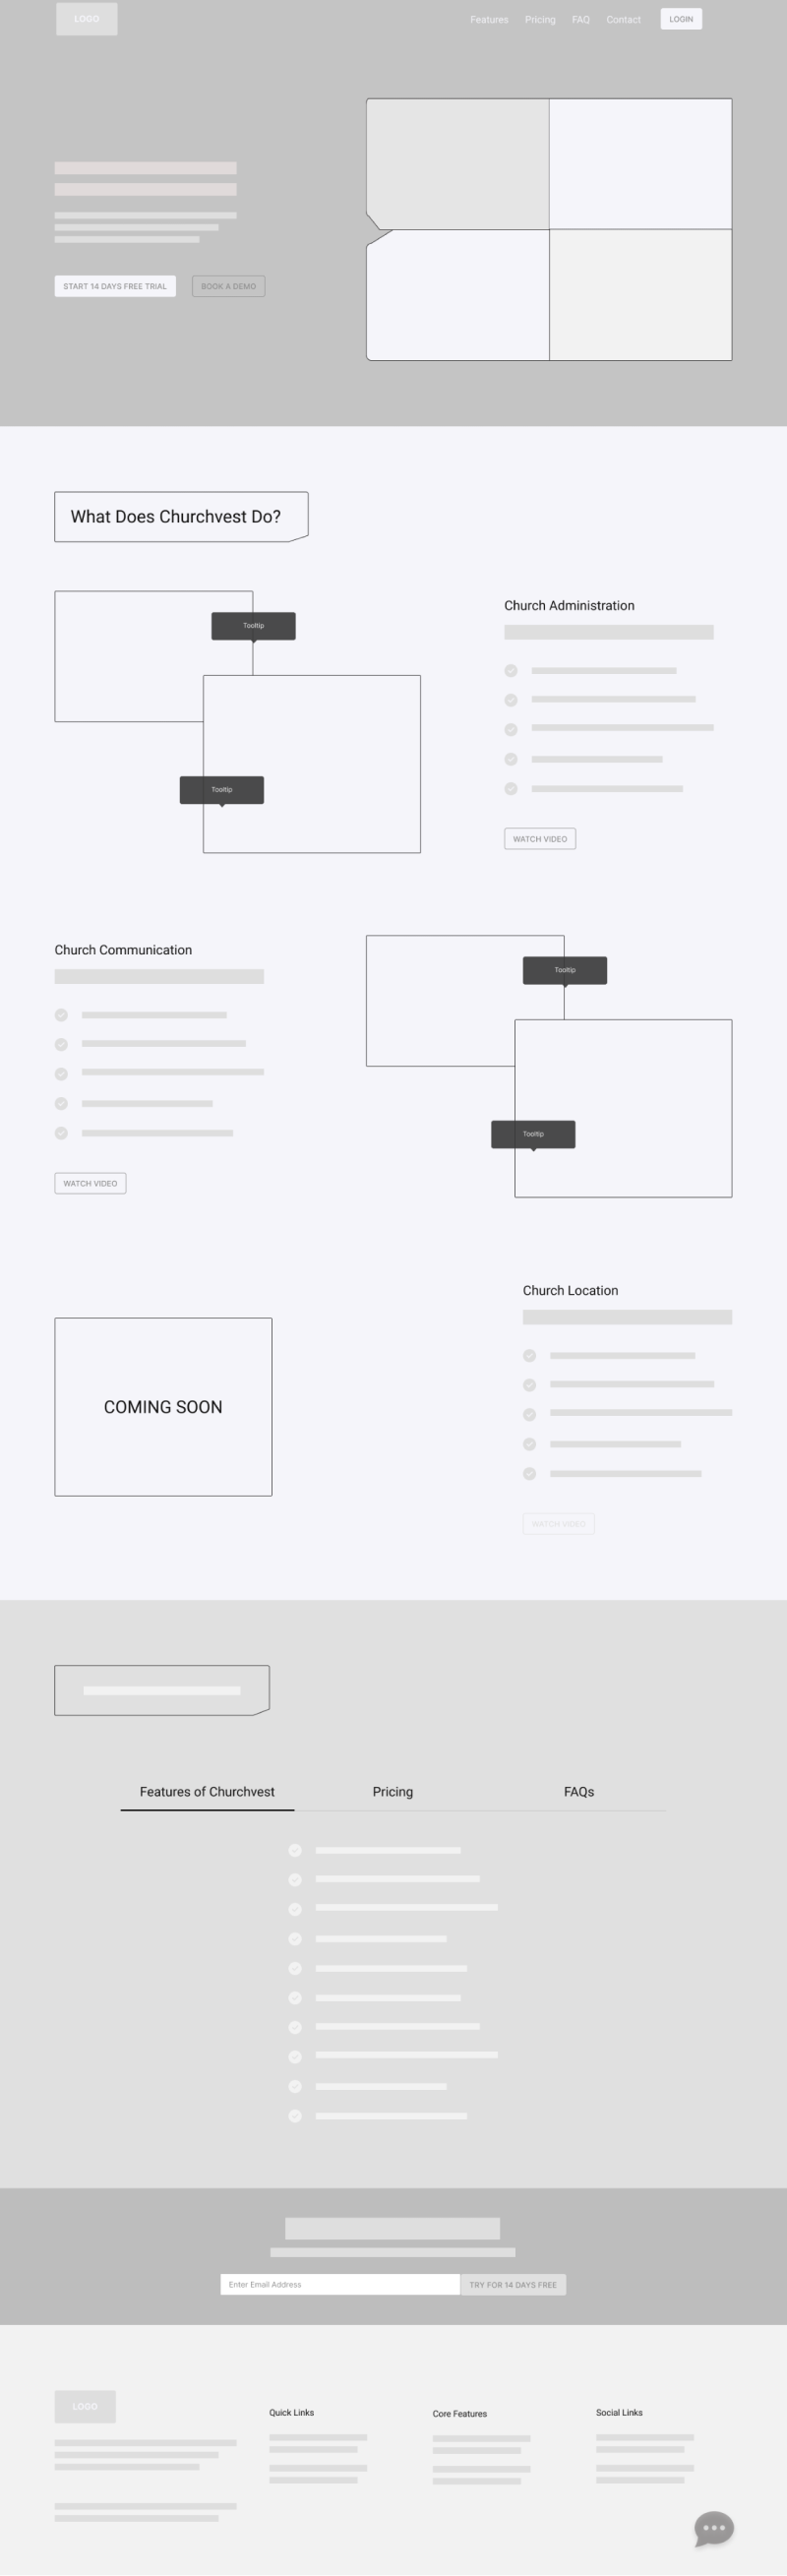 LOGO
Features Pricing FAQ Contact LOGIN
START 14 DAYS FREE TRIAL BOOK A DEMO
What Does Churchvest Do?
Tooltip
Tooltip
Church Administration
WATCH VIDEO
Church Communication
WATCH VIDEO
Tooltip
Tooltip
COMING SOON
Church Location
WATCH VIDEO
Features of Churchvest Pricing FAQs
Enter Email Address TRY FOR 14 DAYS FREE
LOGO
Quick Links
Core Features
Social Links